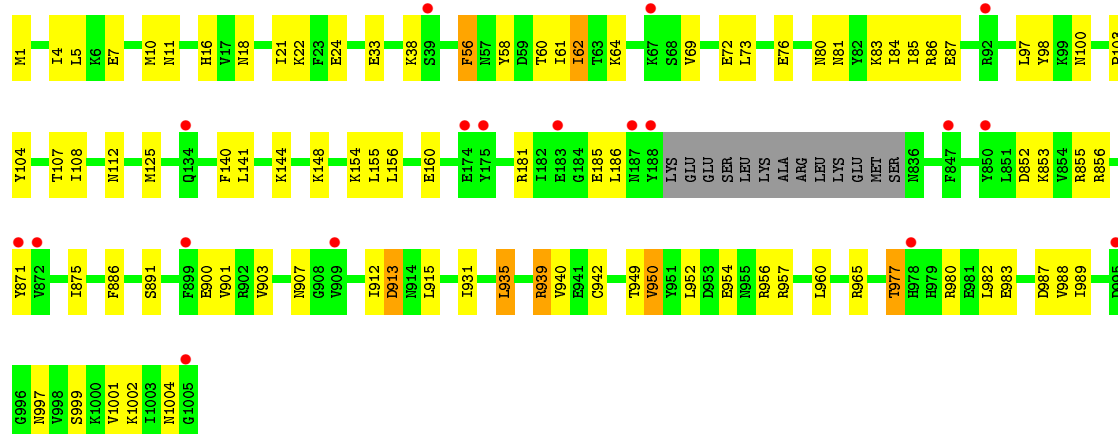 M1 I4 L5 K6 E7 M10 N11 H16 V17 N18 I21 K22 F23 E24 E33 K38 S39 F56 N57 Y58 D59 T60 I61 I62 T63 K64 K67 S68 V69 E72 L73 E76 N80 N81 Y82 K83 I84 I85 R86 E87 R92 L97 Y98 K99 N100 R103
Y104 T107 I108 N112 M125 Q134 F140 L141 K144 K148 K154 L155 L156 E160 E174 Y175 R181 I182 E183 G184 E185 L186 N187 Y188 LYS GLU GLU SER LEU LYS ALA ARG LEU LYS GLU MET SER N836 F847 Y850 L851 D852 K853 V854 R855 R856
Y871 V872 I875 F886 S891 F899 E900 V901 R902 V903 N907 G908 V909 I912 D913 N914 L915 I931 L935 R939 V940 E941 C942 T949 V950 Y951 L952 D953 E954 N955 R956 R957 L960 R965 T977 H978 H979 R980 E981 L982 E983 D987 V988 I989 D995
G996 N997 V998 S999 K1000 V1001 K1002 I1003 N1004 G1005